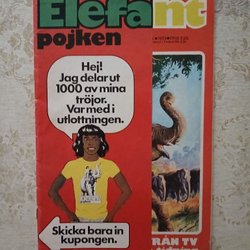 Elefant
pojken
Hej!
Jag delar ut
1000 av mina
tröjor.
Var med i
utlottningen.
Skicka bara in
kupongen.
FRÅN TV